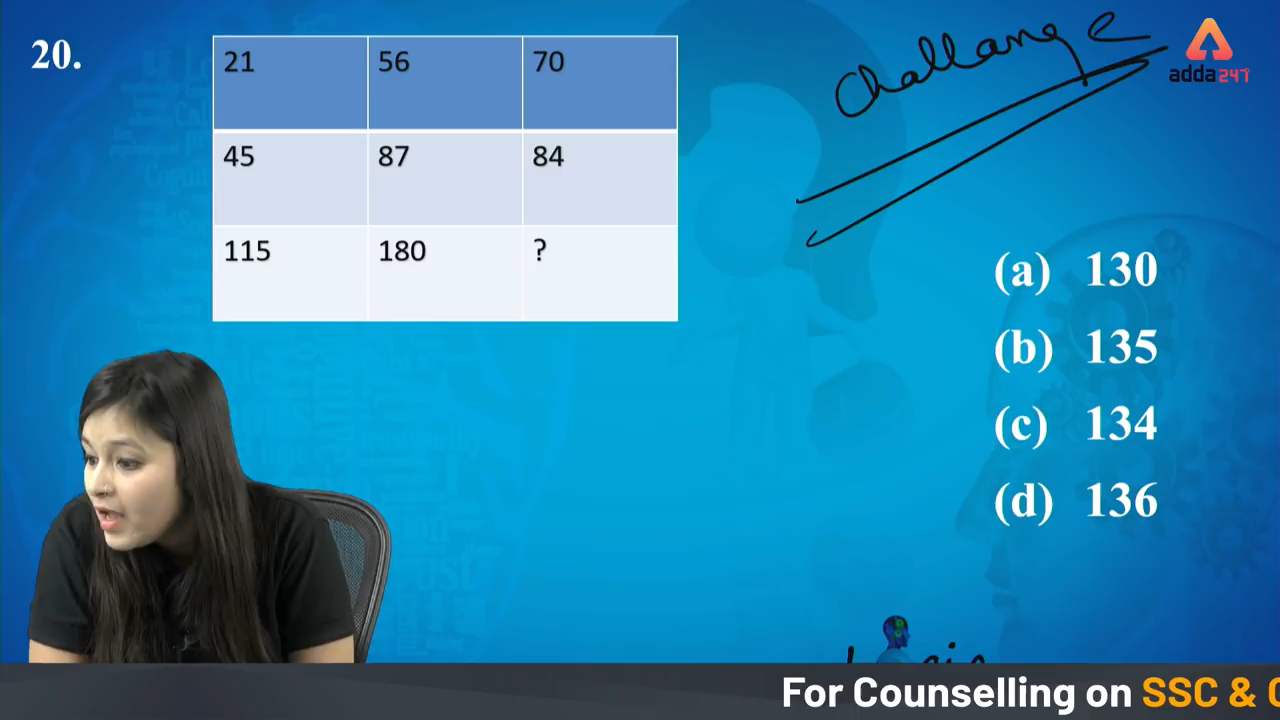 20.
21 56 70
45 87 84
115 180 ?
Challange
adda247
(a) 130
(b) 135
(c) 134
(d) 136
For Counselling on SSC &